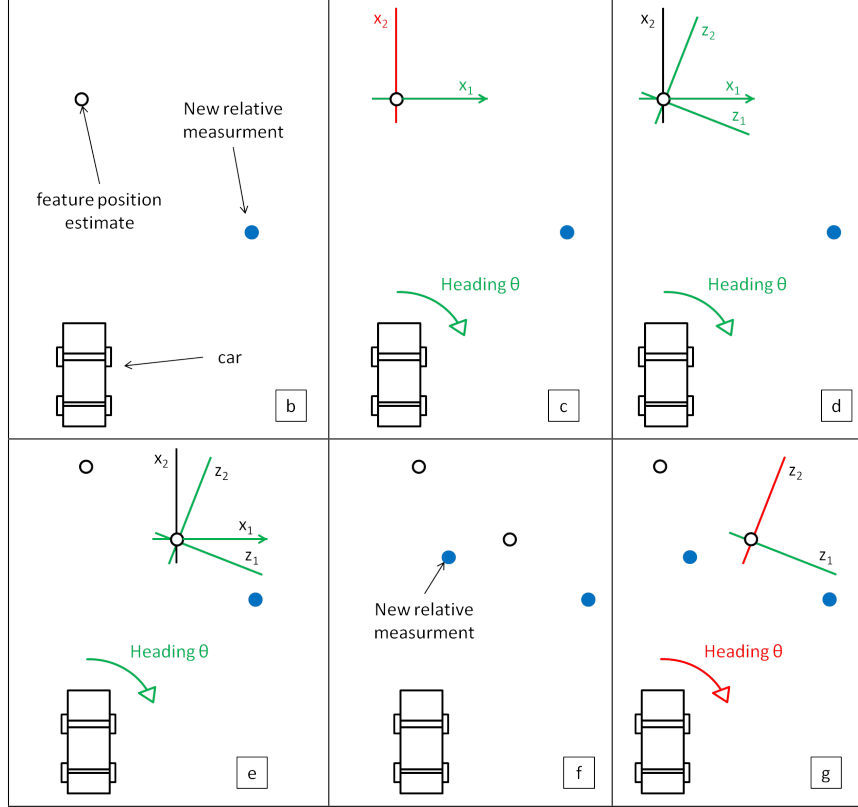 New relative
measurment
feature position
estimate
car
b
x2
x1
Heading θ
c
x2
z2
x1
z1
Heading θ
d
x2
z2
x1
z1
Heading θ
e
New relative
measurment
f
z2
z1
Heading θ
g